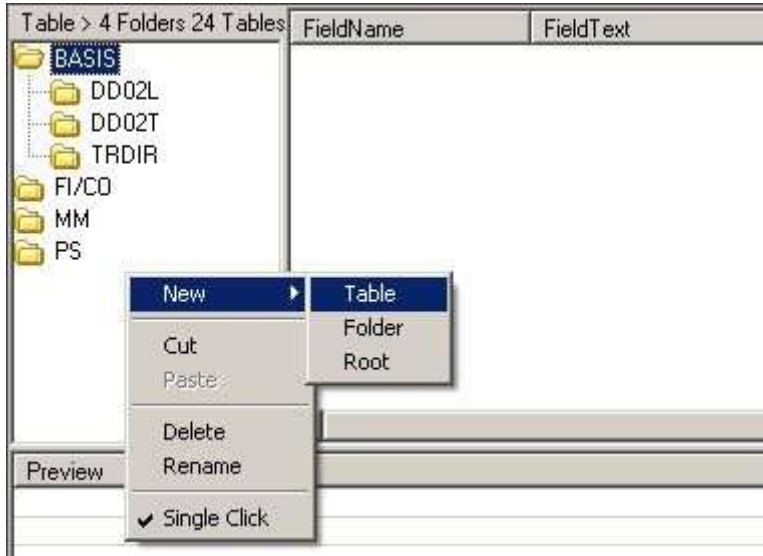 Table > 4 Folders 24 Tables
FieldName
FieldText
BASIS
DD02L
DD02T
TRDIR
FI/CO
MM
PS
New
Table
Folder
Root
Cut
Paste
Delete
Rename
Single Click
Preview